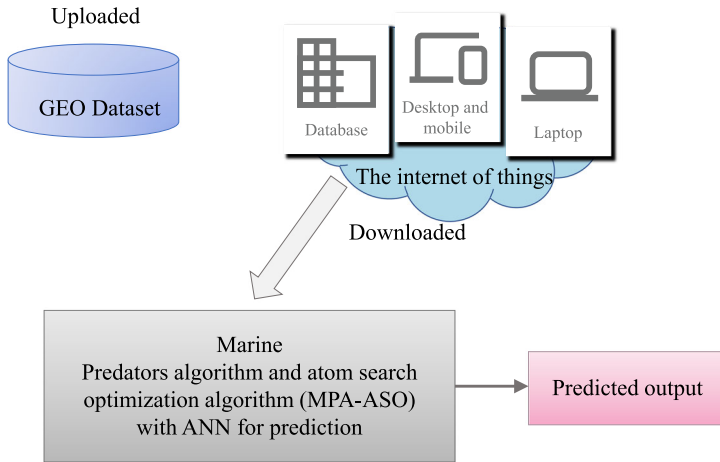 Uploaded
GEO Dataset
Database
Desktop and
mobile
Laptop
The internet of things
Downloaded
Marine
Predators algorithm and atom search
optimization algorithm (MPA-ASO)
with ANN for prediction
Predicted output